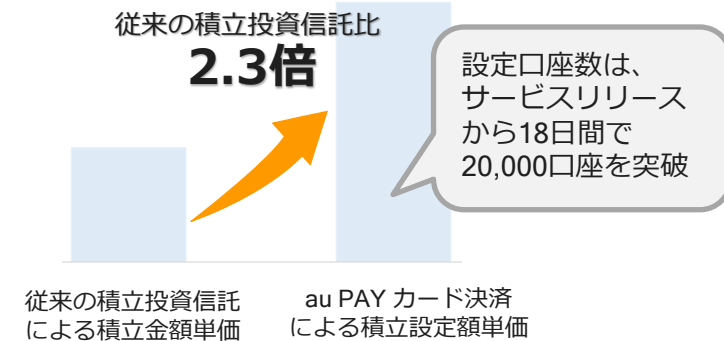 従来の積立投資信託比
2.3倍
設定口座数は、
サービスリリース
から18日間で
20,000口座を突破
従来の積立投資信託
による積立金額単価
au PAY カード決済
による積立設定額単価